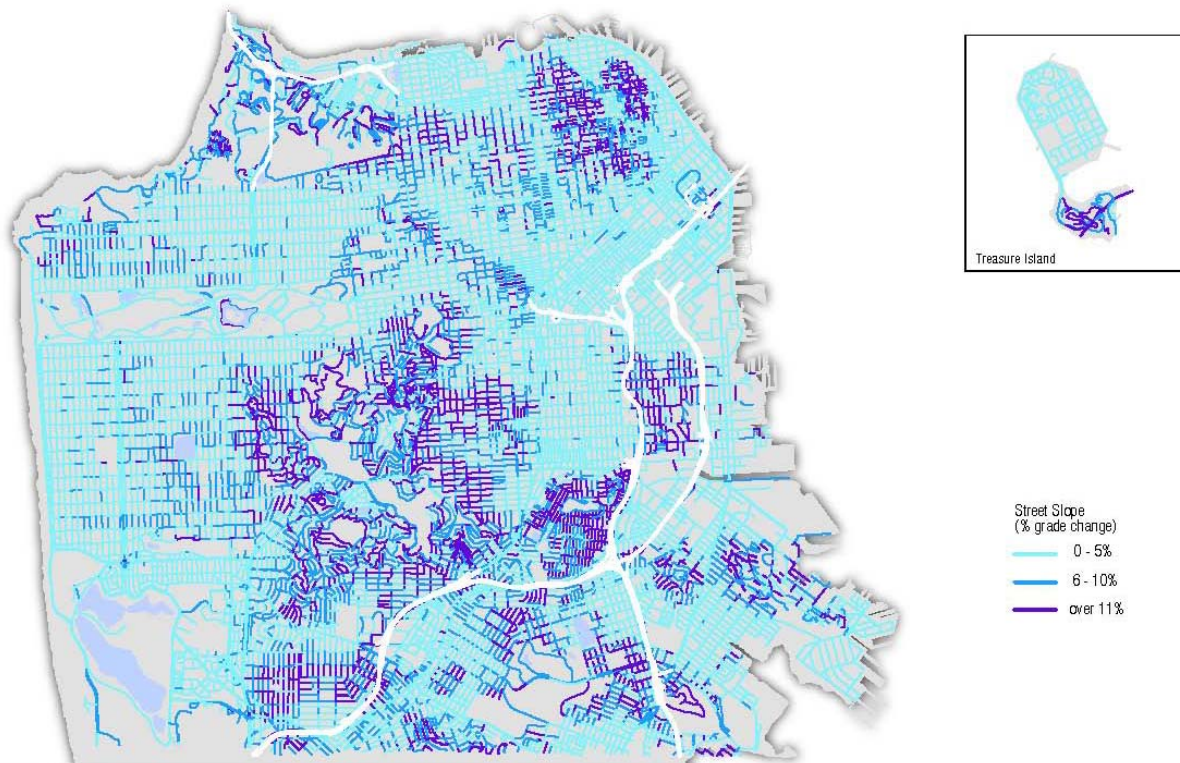 Treasure Island
Street Slope
(% grade change)
0 - 5%
6 - 10%
over 11%